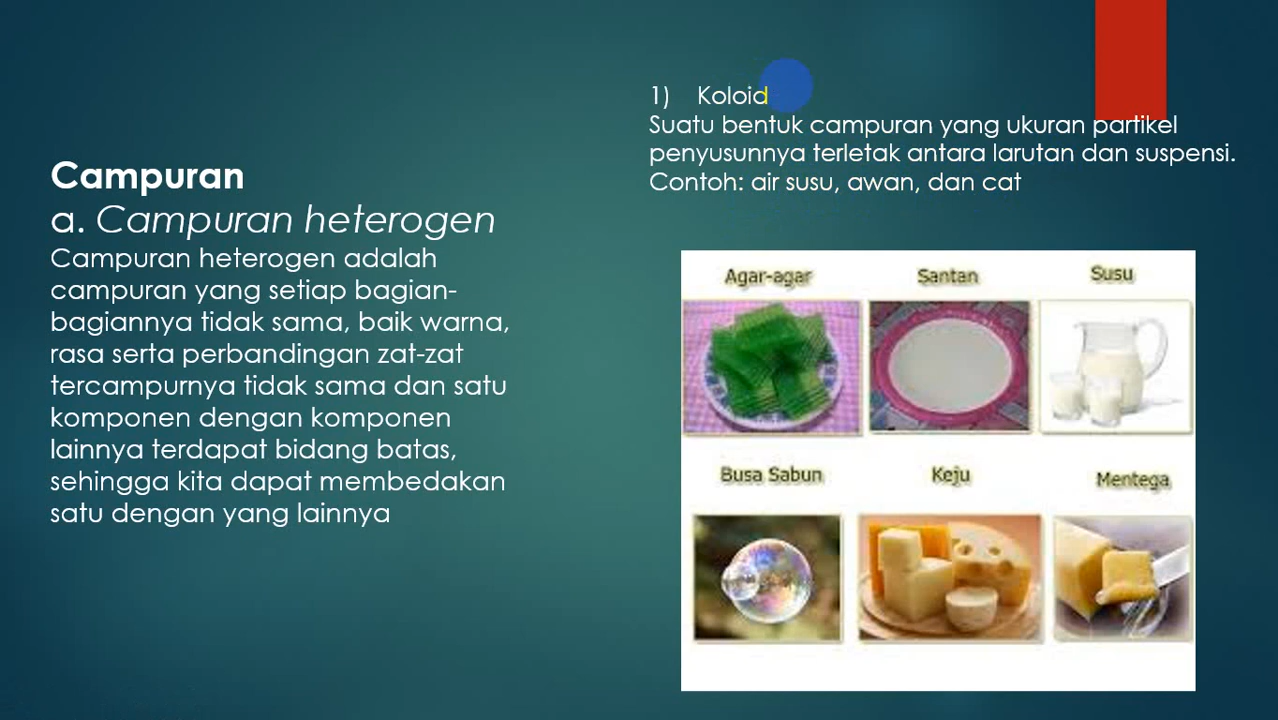 Campuran
a. Campuran heterogen
Campuran heterogen adalah
campuran yang setiap bagian-
bagiannya tidak sama, baik warna,
rasa serta perbandingan zat-zat
tercampurnya tidak sama dan satu
komponen dengan komponen
lainnya terdapat bidang batas,
sehingga kita dapat membedakan
satu dengan yang lainnya
1) Koloid
Suatu bentuk campuran yang ukuran partikel
penyusunnya terletak antara larutan dan suspensi.
Contoh: air susu, awan, dan cat
Agar-agar Santan Susu
Busa Sabun Keju Mentega